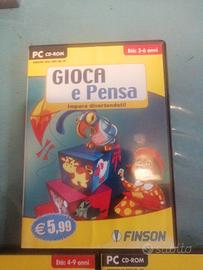 PC CD-ROM
Età: 3-6 anni
GIOCA
e Pensa
Impara divertendoti!
€ 5,99
FINSON
subito
Età: 4-9 anni
PC CD-ROM